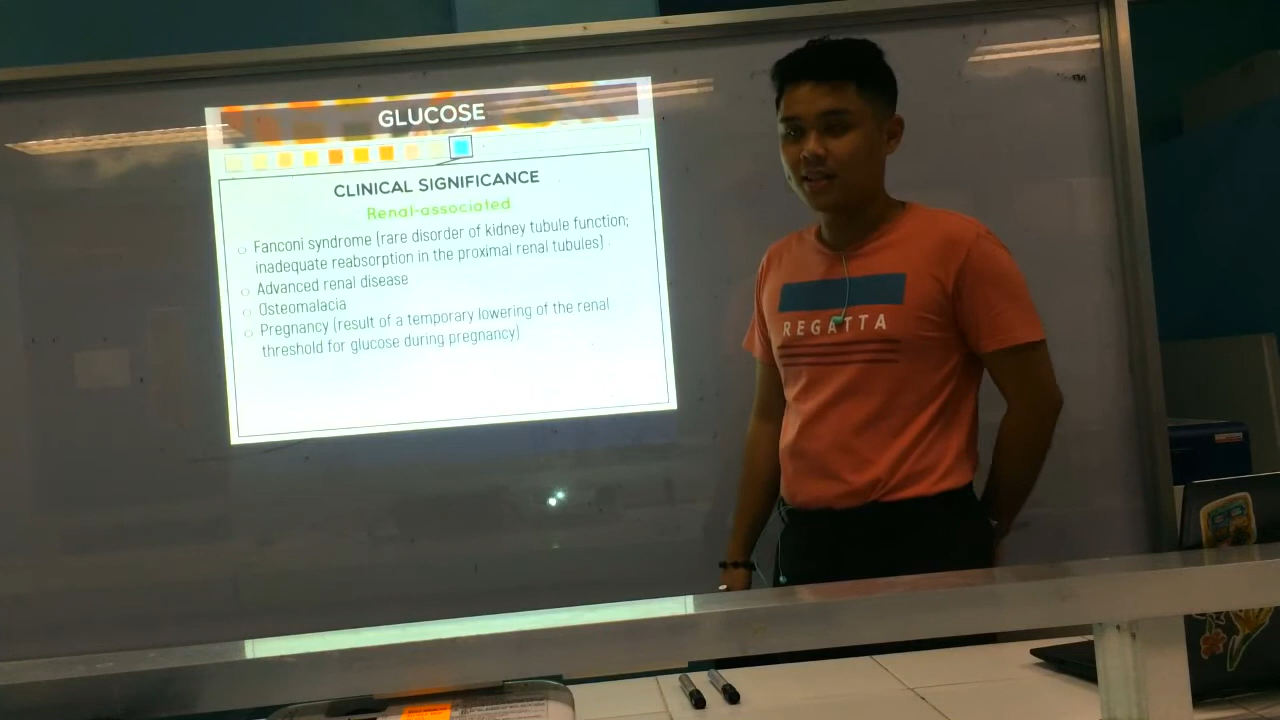 GLUCOSE
CLINICAL SIGNIFICANCE
Renal-associated
○ Fanconi syndrome (rare disorder of kidney tubule function;
inadequate reabsorption in the proximal renal tubules)
○ Advanced renal disease
○ Osteomalacia
○ Pregnancy (result of a temporary lowering of the renal
threshold for glucose during pregnancy)
REGATTA